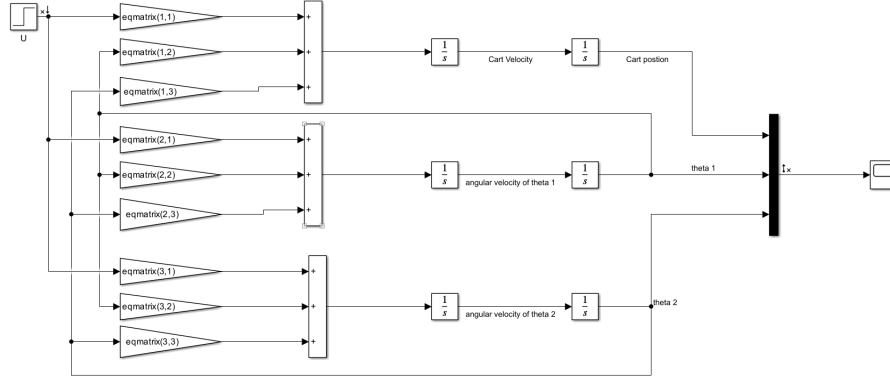 U
eqmatrix(1,1)
+
eqmatrix(1,2)
+
1
s
Cart Velocity
1
s
Cart postion
eqmatrix(1,3)
+
eqmatrix(2,1)
+
eqmatrix(2,2)
+
1
s
angular velocity of theta 1
1
s
theta 1
eqmatrix(2,3)
+
eqmatrix(3,1)
+
eqmatrix(3,2)
+
1
s
angular velocity of theta 2
1
s
theta 2
eqmatrix(3,3)
+